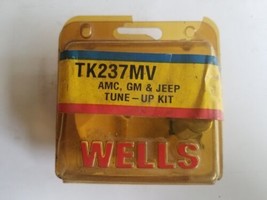 TK237MV
AMC, GM & JEEP
TUNE-UP KIT
WELLS